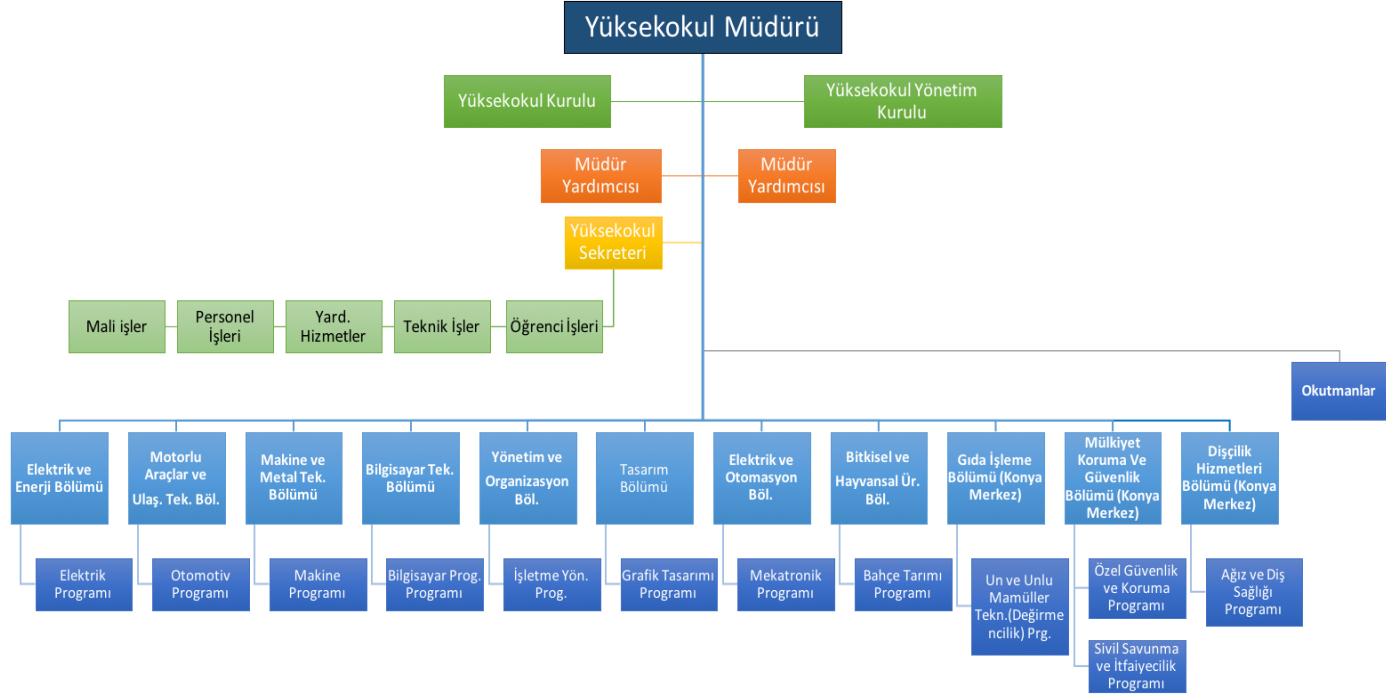 Yüksekokul Müdürü
Yüksekokul Kurulu
Yüksekokul Yönetim
Kurulu
Müdür
Yardımcısı
Müdür
Yardımcısı
Yüksekokul
Sekreteri
Mali işler
Personel
İşleri
Yard.
Hizmetler
Teknik İşler
Öğrenci İşleri
Okutmanlar
Elektrik ve
Enerji Bölümü
Motorlu
Araçlar ve
Ulaş. Tek. Böl.
Makine ve
Metal Tek.
Bölümü
Bilgisayar Tek.
Bölümü
Yönetim ve
Organizasyon
Böl.
Tasarım
Bölümü
Elektrik ve
Otomasyon
Böl.
Bitkisel ve
Hayvansal Ür.
Böl.
Gıda İşleme
Bölümü (Konya
Merkez)
Mülkiyet
Koruma Ve
Güvenlik
Bölümü (Konya
Merkez)
Dişçilik
Hizmetleri
Bölümü (Konya
Merkez)
Elektrik
Programı
Otomotiv
Programı
Makine
Programı
Bilgisayar Prog.
Programı
İşletme Yön.
Prog.
Grafik Tasarımı
Programı
Mekatronik
Programı
Bahçe Tarımı
Programı
Un ve Unlu
Mamüller
Tekn.(Değirme
ncilik) Prg.
Özel Güvenlik
ve Koruma
Programı
Sivil Savunma
ve İtfaiyecilik
Programı
Ağız ve Diş
Sağlığı
Programı